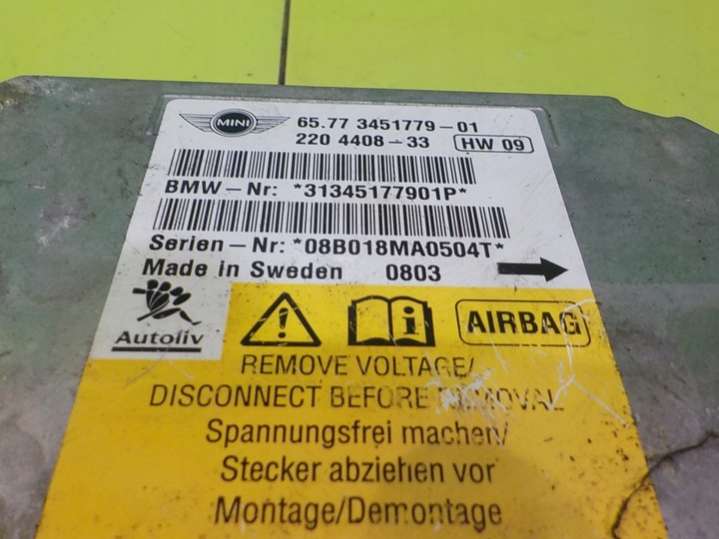 MINI 65.77 3451779-01
220 4408-33 HW 09
BMW-Nr: *31345177901P*
Serien-Nr: *08B018MA0504T*
Made in Sweden 0803
Autoliv
AIRBAG
REMOVE VOLTAGE/
DISCONNECT BEFORE REMOVAL
Spannungsfrei machen/
Stecker abziehen vor
Montage/Demontage